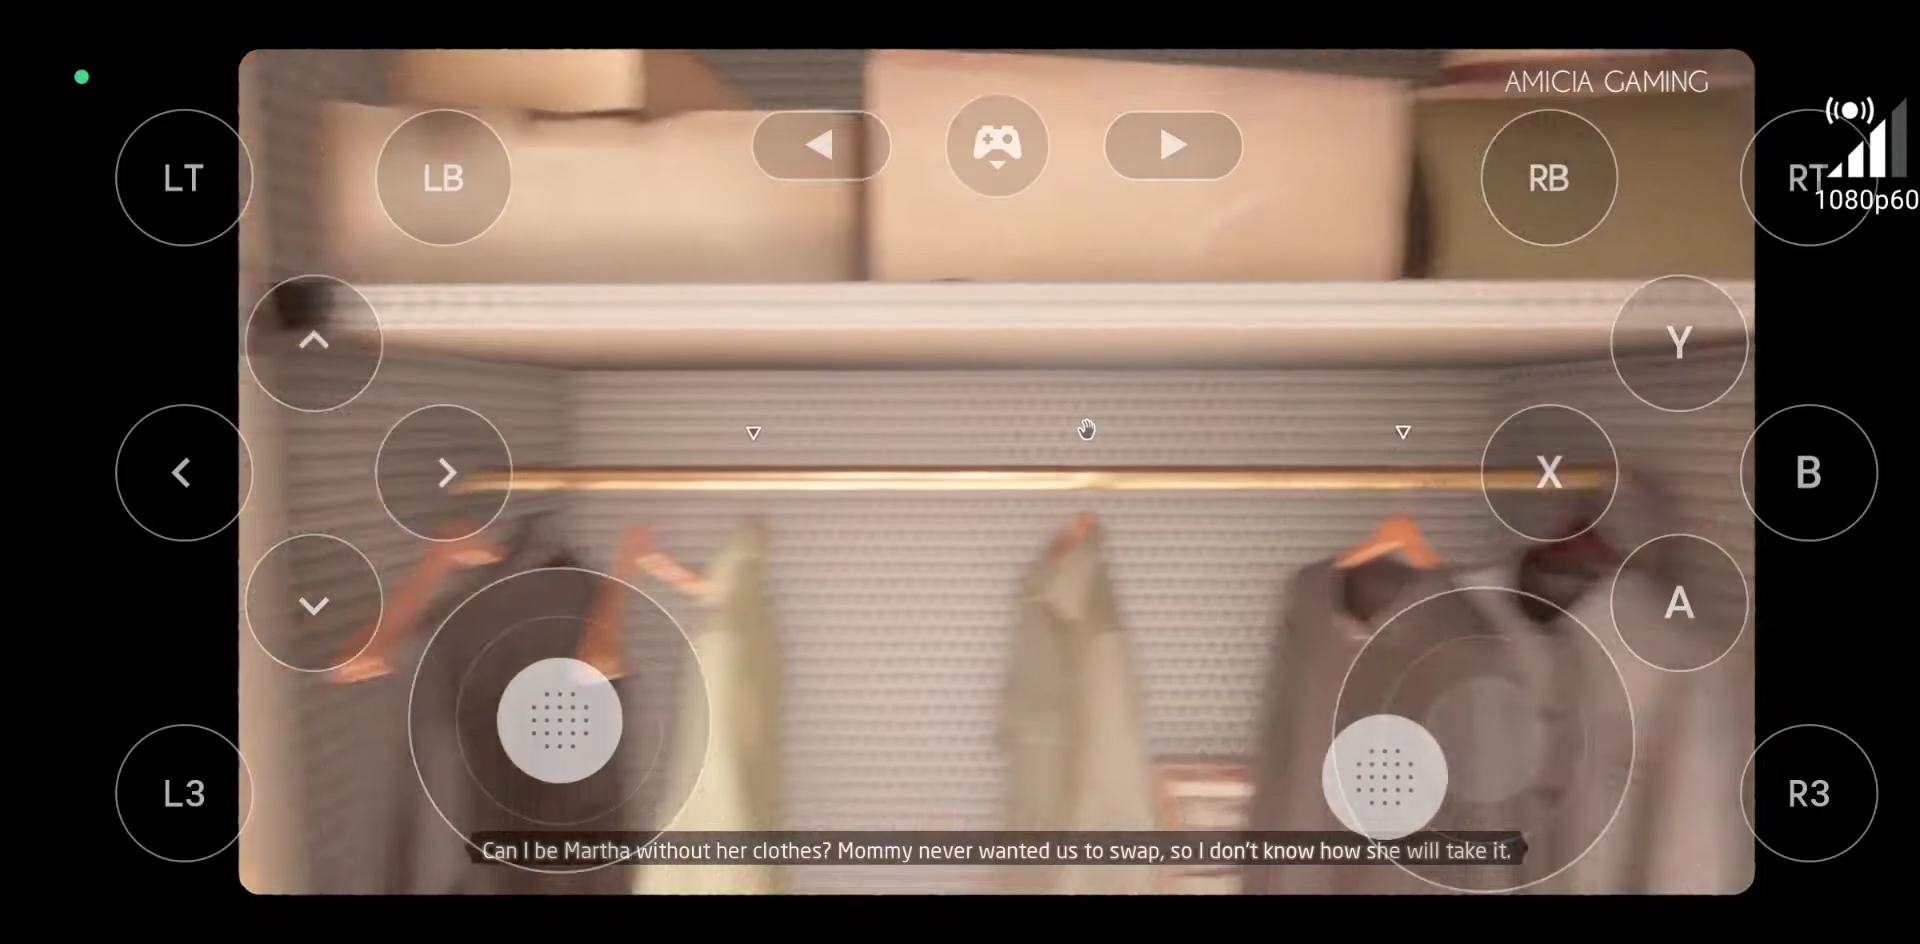 AMICIA GAMING
LT
LB
RB
RT
1080p60
Y
X
B
A
L3
R3
Can I be Martha without her clothes? Mommy never wanted us to swap, so I don't know how she will take it.